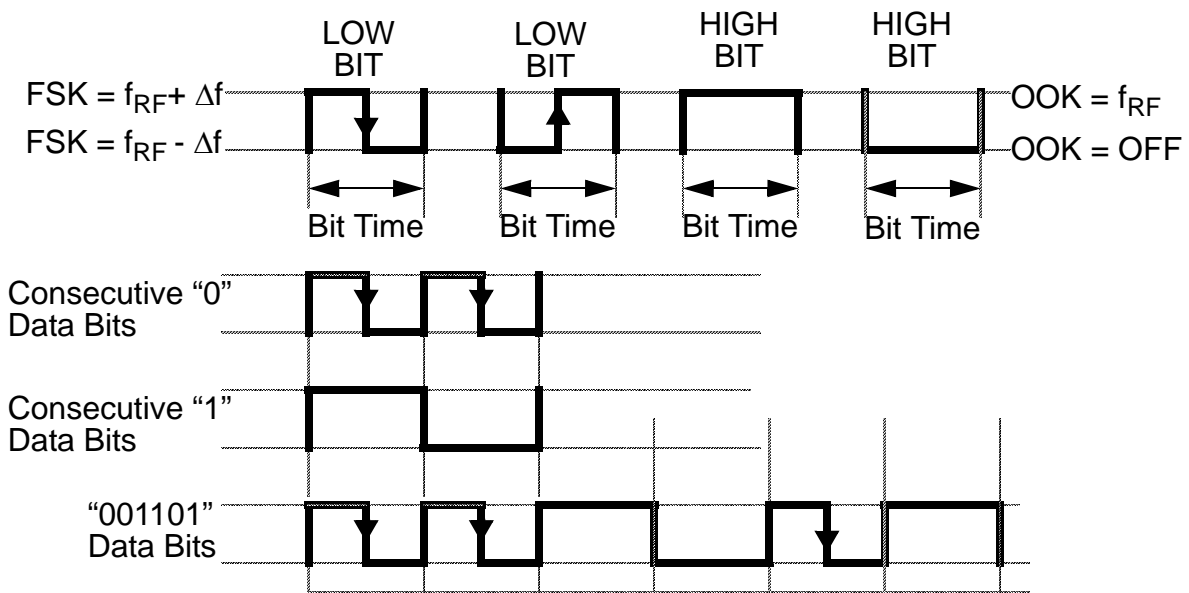 LOW
BIT
LOW
BIT
HIGH
BIT
HIGH
BIT
FSK = fRF+ Δf
OOK = fRF
FSK = fRF - Δf
OOK = OFF
Bit Time
Bit Time
Bit Time
Bit Time
Consecutive “0”
Data Bits
Consecutive “1”
Data Bits
“001101”
Data Bits